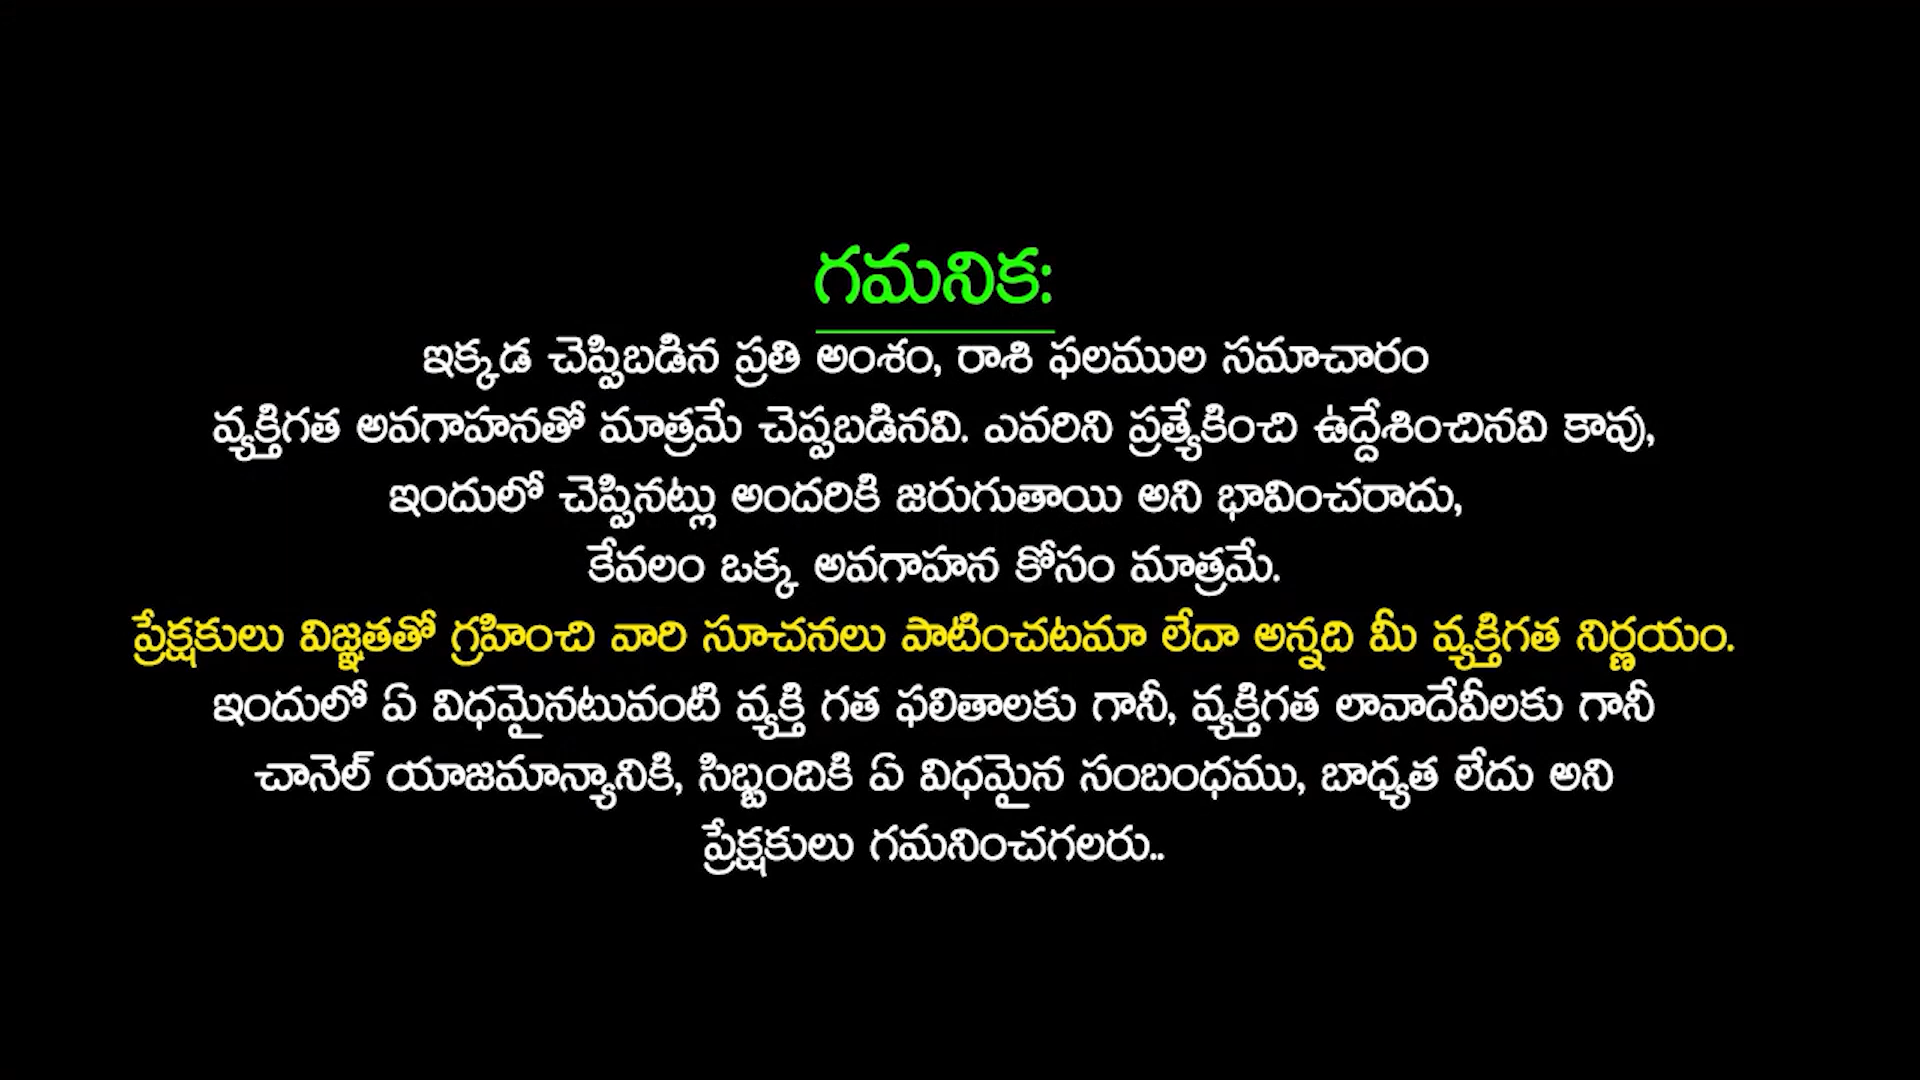 గమనిక:
ఇక్కడ చెప్పిబడిన ప్రతి అంశం, రాశి ఫలముల సమాచారం
వ్యక్తిగత అవగాహనతో మాత్రమే చెప్పబడినవి. ఎవరిని ప్రత్యేకించి ఉద్దేశించినవి కావు,
ఇందులో చెప్పినట్లు అందరికి జరుగుతాయి అని భావించరాదు,
కేవలం ఒక్క అవగాహన కోసం మాత్రమే.
ప్రేక్షకులు విజ్ఞతతో గ్రహించి వారి సూచనలు పాటించటమా లేదా అన్నది మీ వ్యక్తిగత నిర్ణయం.
ఇందులో ఏ విధమైనటువంటి వ్యక్తి గత ఫలితాలకు గానీ, వ్యక్తిగత లావాదేవీలకు గానీ
చానెల్ యాజమాన్యానికి, సిబ్బందికి ఏ విధమైన సంబంధము, బాధ్యత లేదు అని
ప్రేక్షకులు గమనించగలరు..